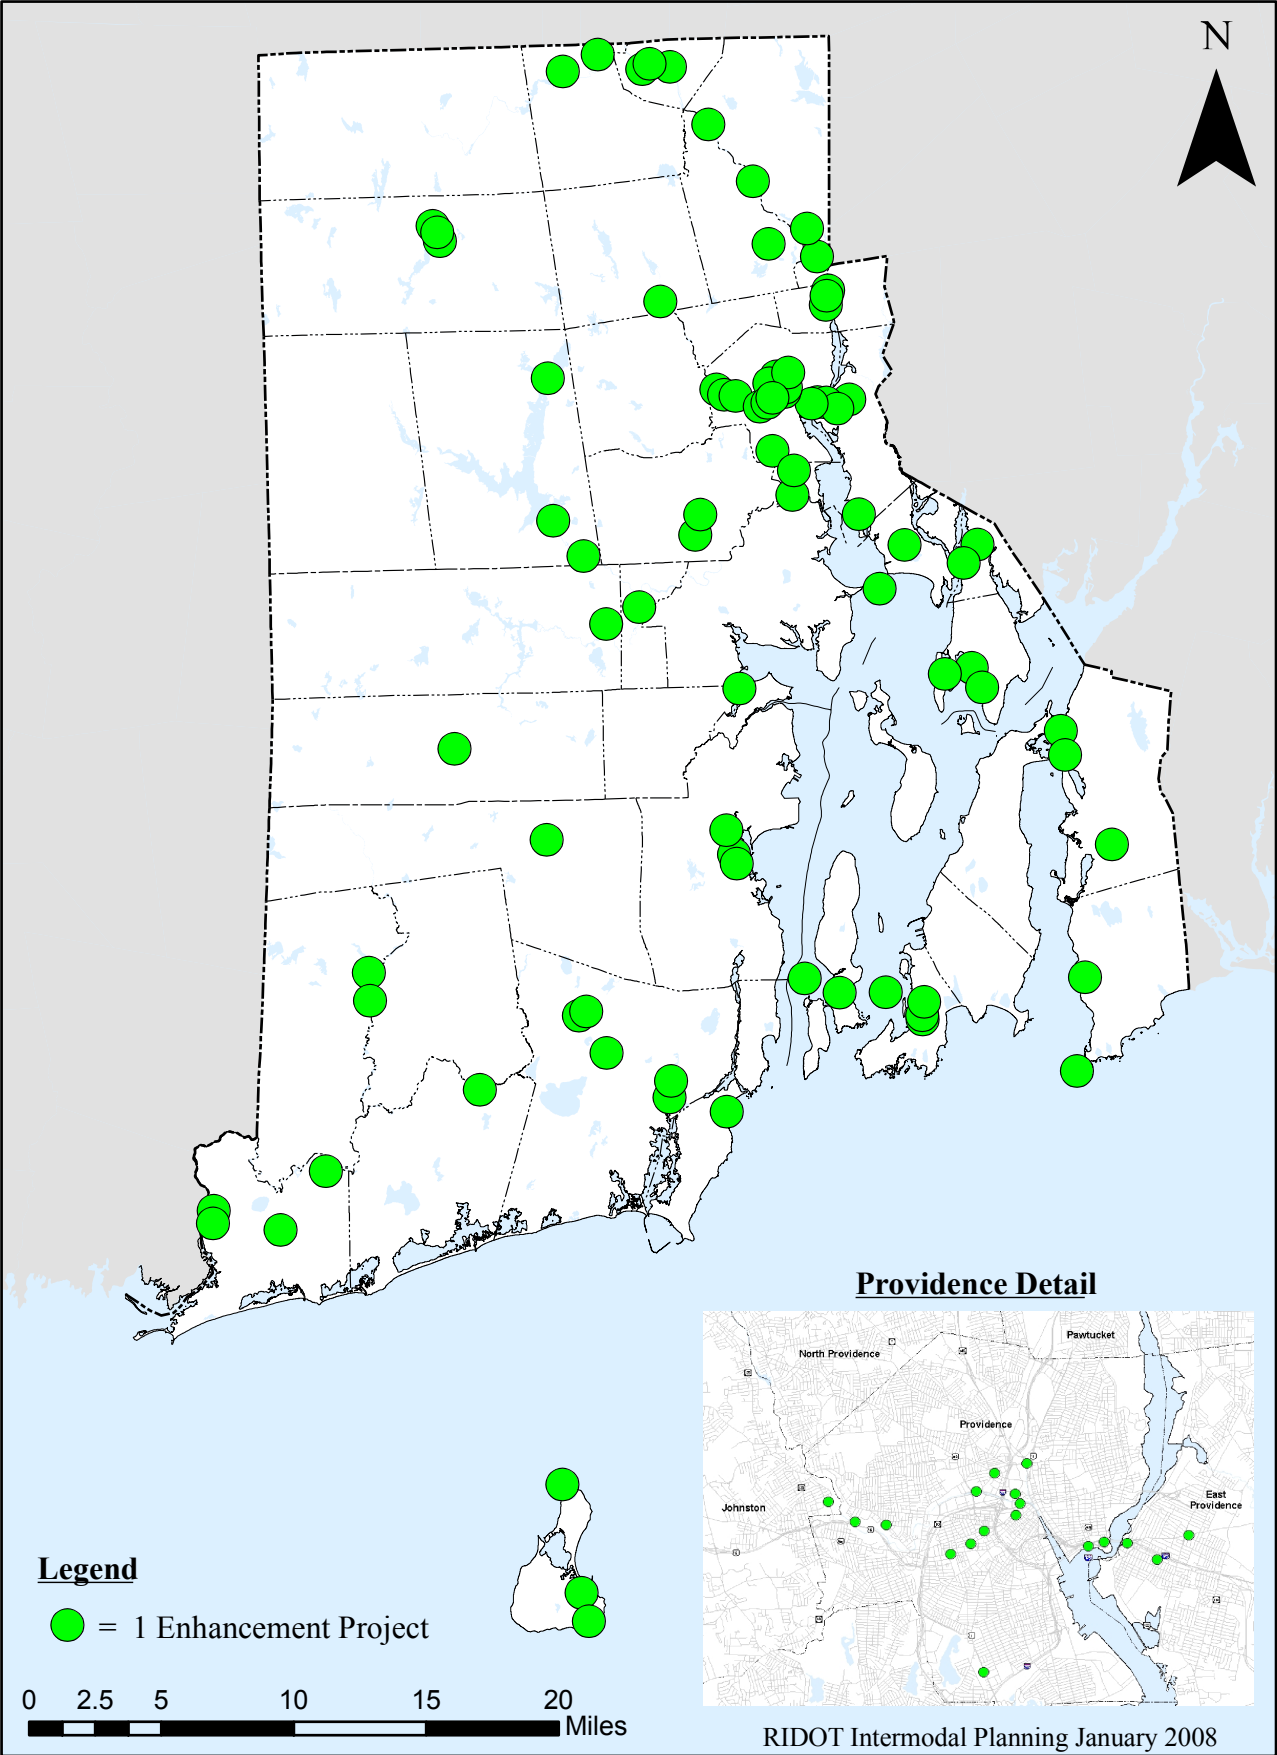 N
Providence Detail
Pawtucket
North Providence
Providence
Johnston
East
Providence
Legend
= 1 Enhancement Project
0 2.5 5 10 15 20
Miles
RIDOT Intermodal Planning January 2008